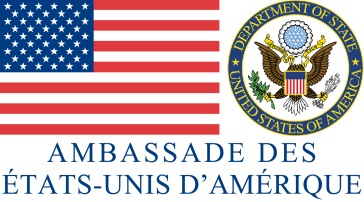 DEPARTMENT OF STATE
UNITED STATES OF AMERICA
AMBASSADE DES
ÉTATS-UNIS D’AMÉRIQUE